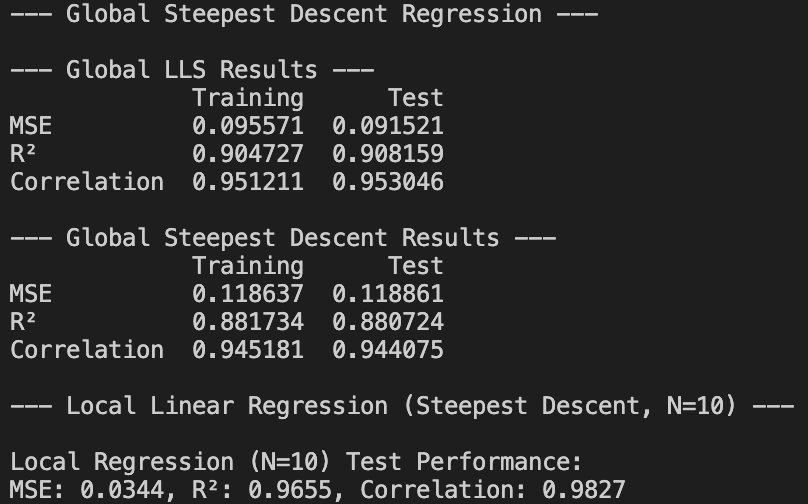 --- Global Steepest Descent Regression ---
--- Global LLS Results ---
Training Test
MSE 0.095571 0.091521
R² 0.904727 0.908159
Correlation 0.951211 0.953046
--- Global Steepest Descent Results ---
Training Test
MSE 0.118637 0.118861
R² 0.881734 0.880724
Correlation 0.945181 0.944075
--- Local Linear Regression (Steepest Descent, N=10) ---
Local Regression (N=10) Test Performance:
MSE: 0.0344, R²: 0.9655, Correlation: 0.9827